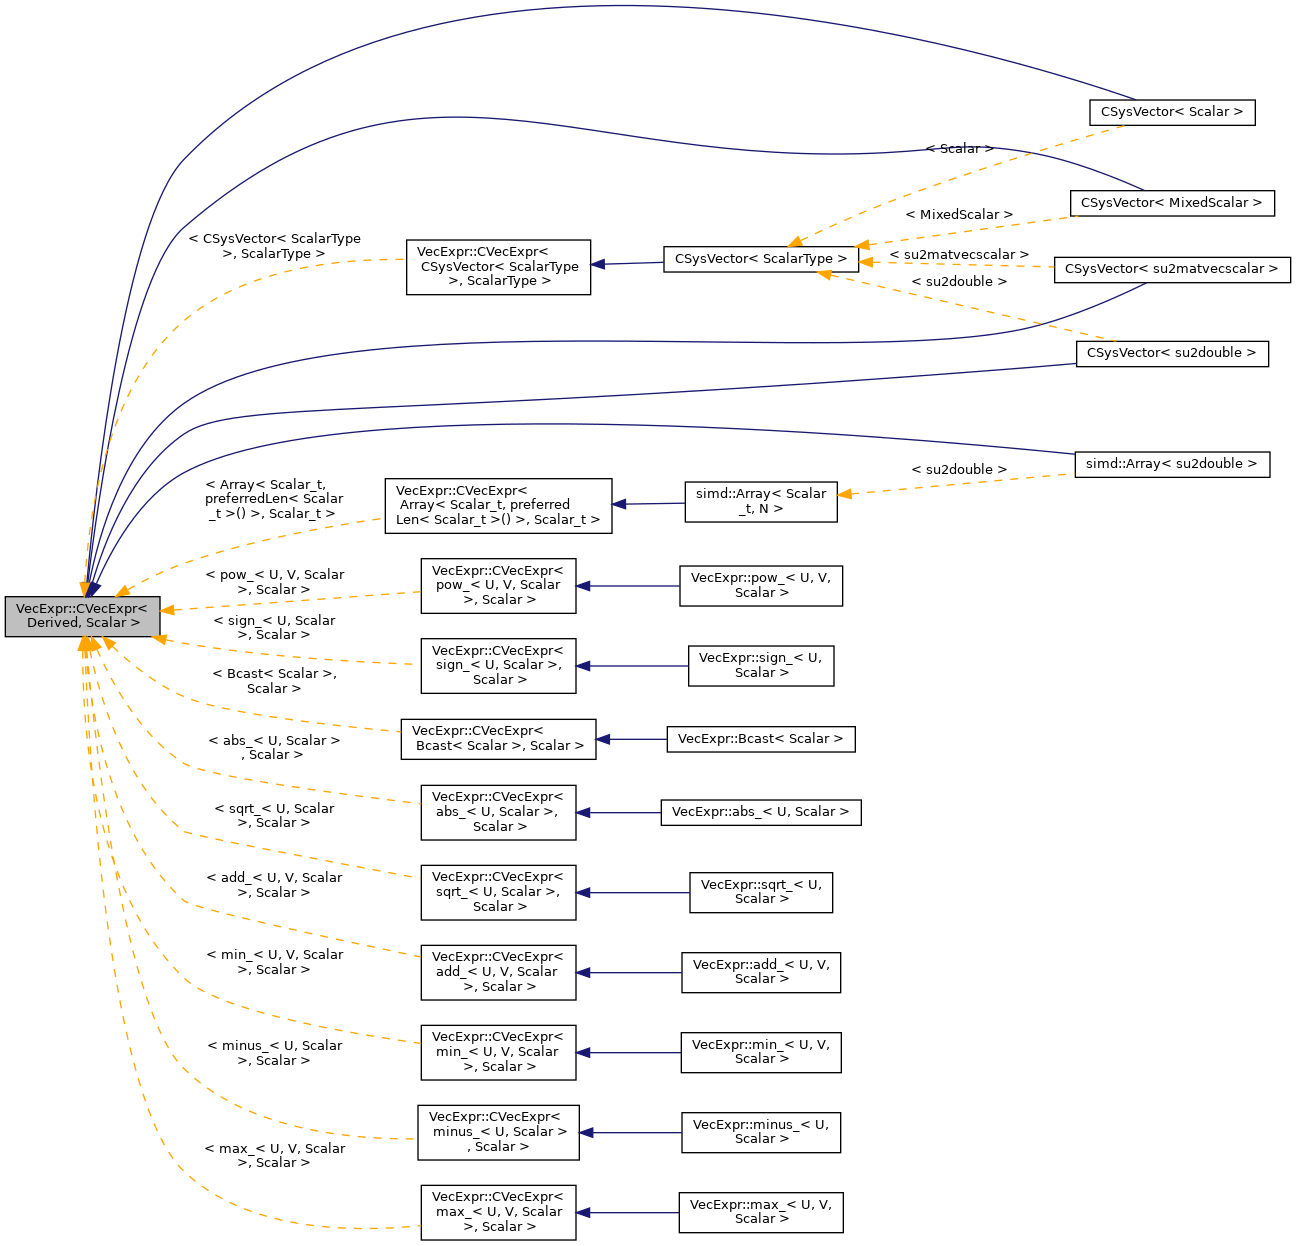 CSysVector< Scalar >
< Scalar >
CSysVector< MixedScalar >
< MixedScalar >
< CSysVector< ScalarType
>, ScalarType >
VecExpr::CVecExpr<
CSysVector< ScalarType
>, ScalarType >
CSysVector< ScalarType >
< su2matvecscalar >
CSysVector< su2matvecscalar >
< su2double >
CSysVector< su2double >
simd::Array< su2double >
< su2double >
< Array< Scalar_t,
preferredLen< Scalar
_t >() >, Scalar_t >
VecExpr::CVecExpr<
Array< Scalar_t, preferred
Len< Scalar_t >() >, Scalar_t >
simd::Array< Scalar
_t, N >
< pow_< U, V, Scalar
>, Scalar >
VecExpr::CVecExpr<
pow_< U, V, Scalar
>, Scalar >
VecExpr::pow_< U, V,
Scalar >
VecExpr::CVecExpr<
Derived, Scalar >
< sign_< U, Scalar
>, Scalar >
VecExpr::CVecExpr<
sign_< U, Scalar >,
Scalar >
VecExpr::sign_< U,
Scalar >
< Bcast< Scalar >,
Scalar >
VecExpr::CVecExpr<
Bcast< Scalar >, Scalar >
VecExpr::Bcast< Scalar >
< abs_< U, Scalar >
, Scalar >
VecExpr::CVecExpr<
abs_< U, Scalar >,
Scalar >
VecExpr::abs_< U, Scalar >
< sqrt_< U, Scalar
>, Scalar >
VecExpr::CVecExpr<
sqrt_< U, Scalar >,
Scalar >
VecExpr::sqrt_< U,
Scalar >
< add_< U, V, Scalar
>, Scalar >
VecExpr::CVecExpr<
add_< U, V, Scalar
>, Scalar >
VecExpr::add_< U, V,
Scalar >
< min_< U, V, Scalar
>, Scalar >
VecExpr::CVecExpr<
min_< U, V, Scalar
>, Scalar >
VecExpr::min_< U, V,
Scalar >
< minus_< U, Scalar
>, Scalar >
VecExpr::CVecExpr<
minus_< U, Scalar >
, Scalar >
VecExpr::minus_< U,
Scalar >
< max_< U, V, Scalar
>, Scalar >
VecExpr::CVecExpr<
max_< U, V, Scalar
>, Scalar >
VecExpr::max_< U, V,
Scalar >